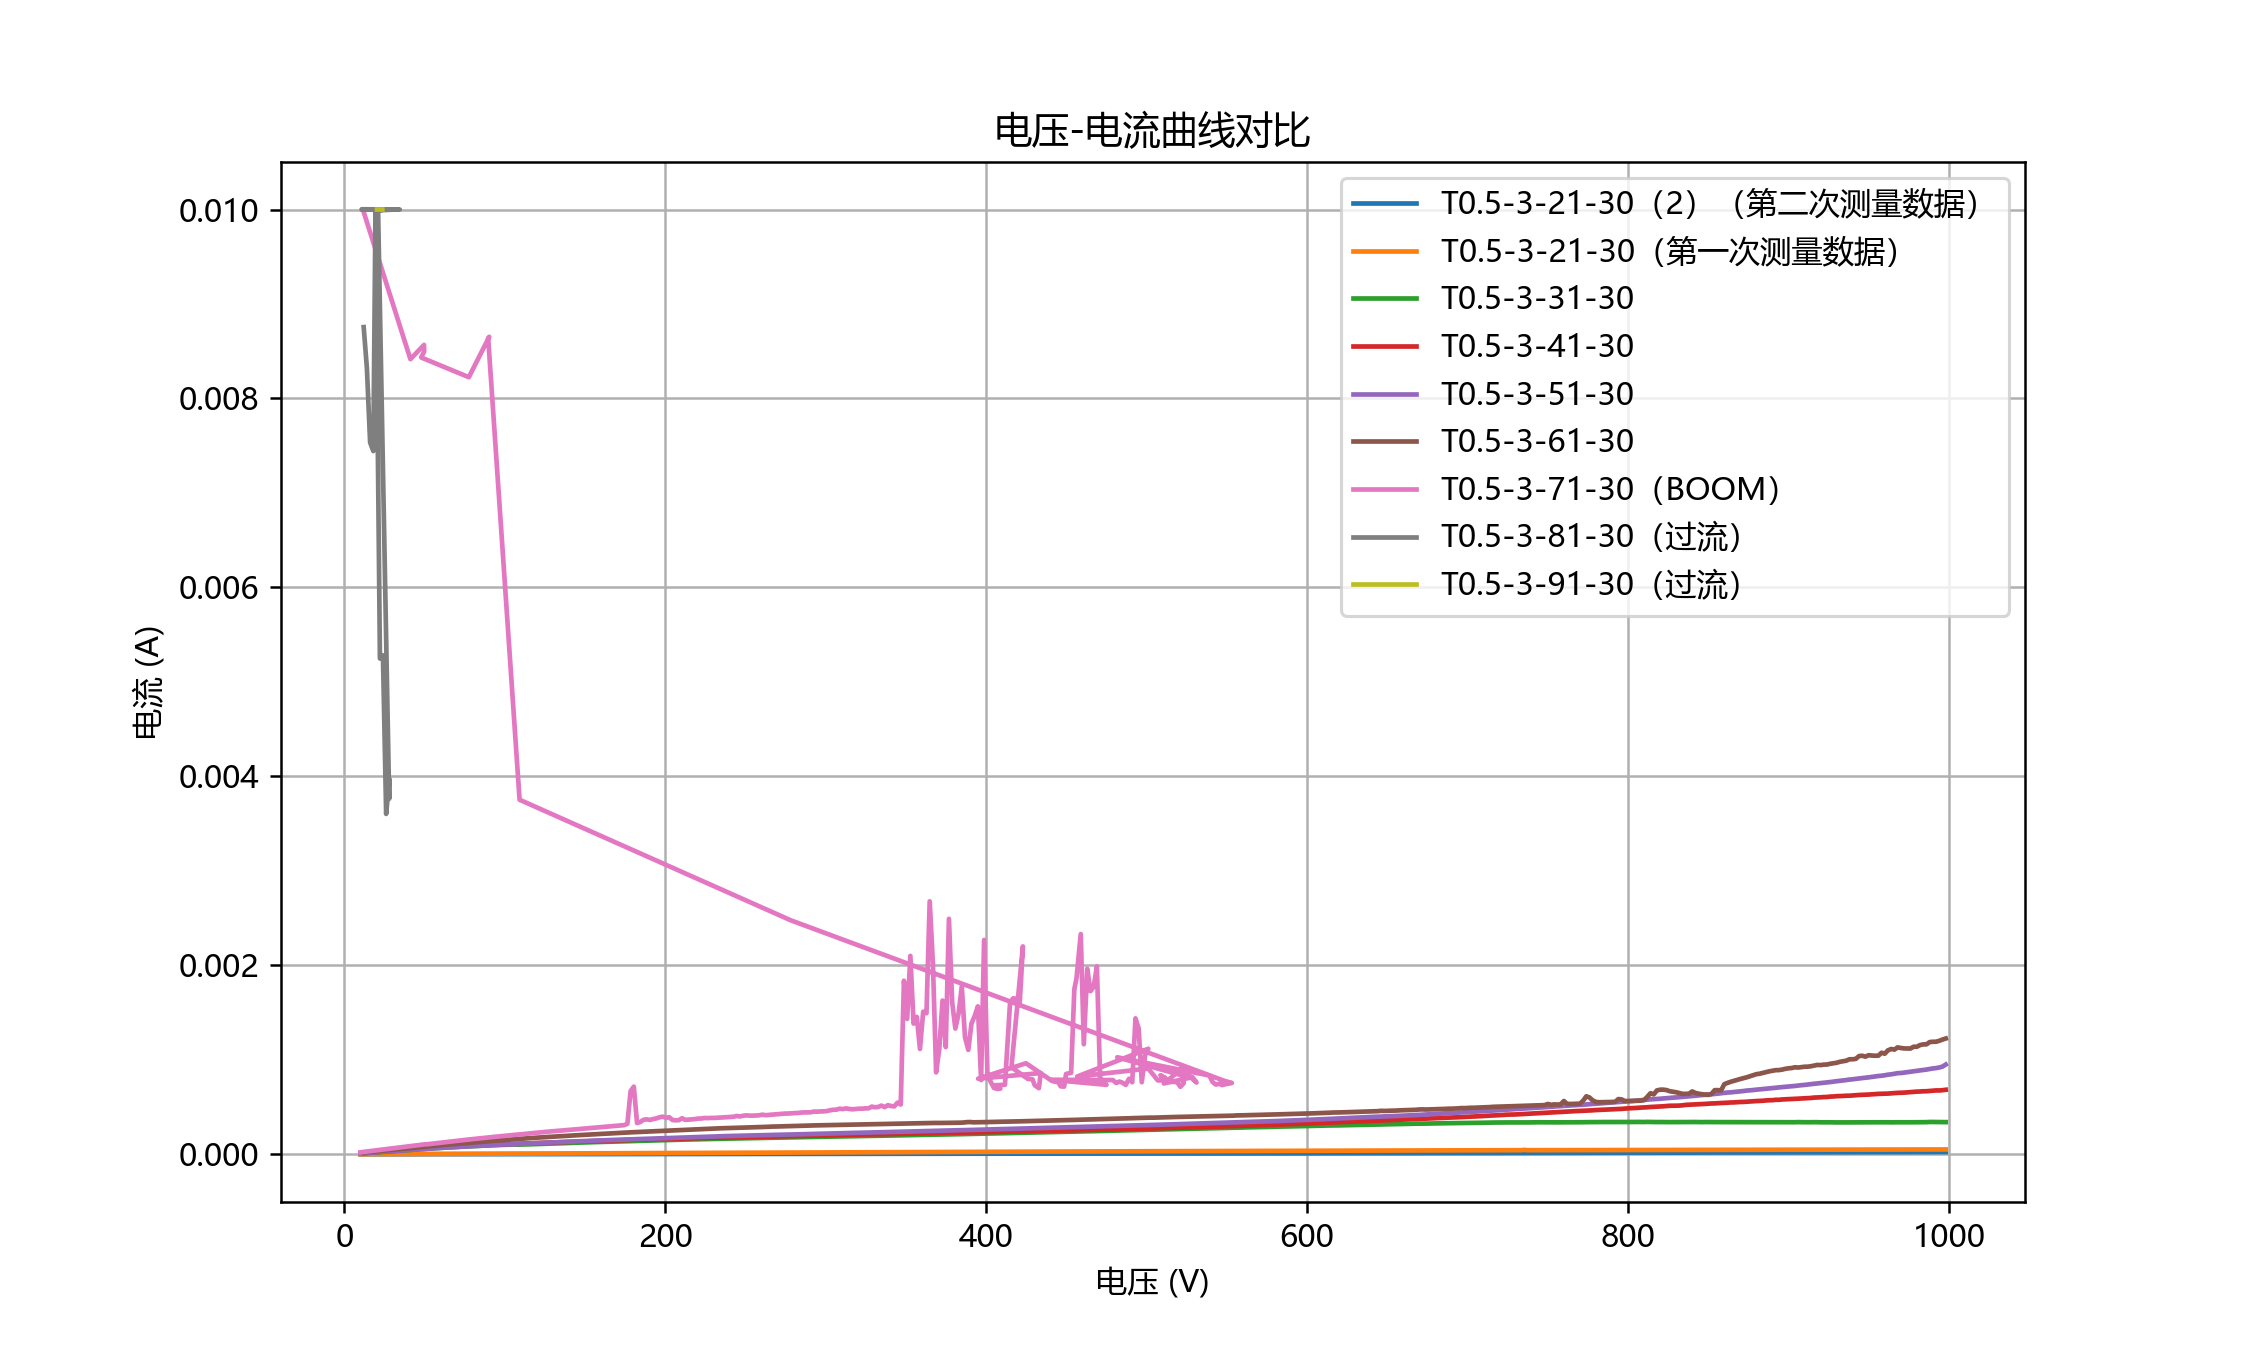 电压-电流曲线对比
T0.5-3-21-30（2）（第二次测量数据）
T0.5-3-21-30（第一次测量数据）
T0.5-3-31-30
T0.5-3-41-30
T0.5-3-51-30
T0.5-3-61-30
T0.5-3-71-30（BOOM）
T0.5-3-81-30（过流）
T0.5-3-91-30（过流）
0.010
0.008
0.006
0.004
0.002
0.000
电流 (A)
0 200 400 600 800 1000
电压 (V)